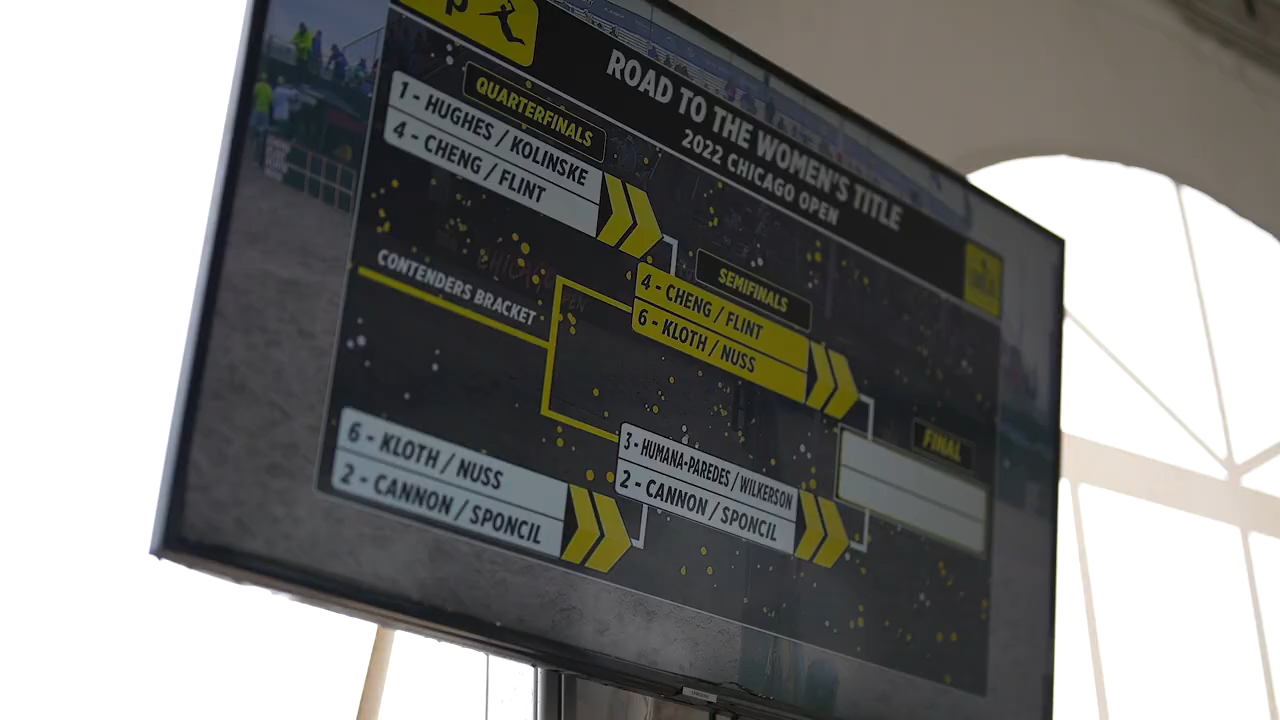 p
ROAD TO THE WOMEN'S TITLE
2022 CHICAGO OPEN
QUARTERFINALS
1 - HUGHES / KOLINSKE
4 - CHENG / FLINT
CONTENDERS BRACKET
SEMIFINALS
4 - CHENG / FLINT
6 - KLOTH / NUSS
FINAL
6 - KLOTH / NUSS
2 - CANNON / SPONCIL
3 - HUMANA-PAREDES / WILKERSON
2 - CANNON / SPONCIL